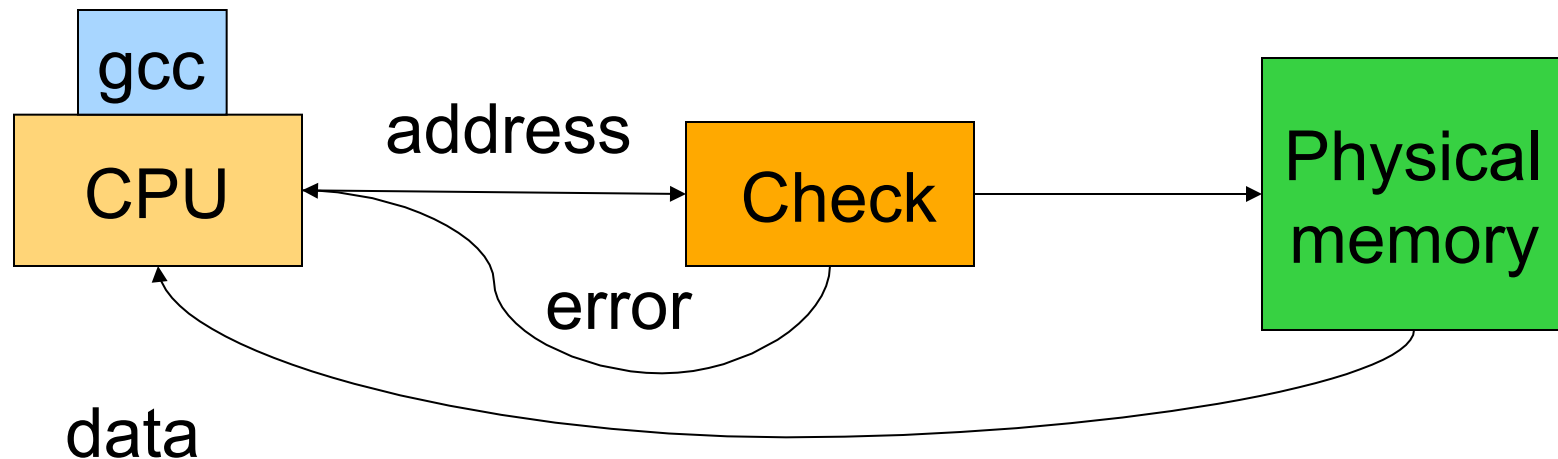 gcc
CPU
address
Check
Physical
memory
error
data